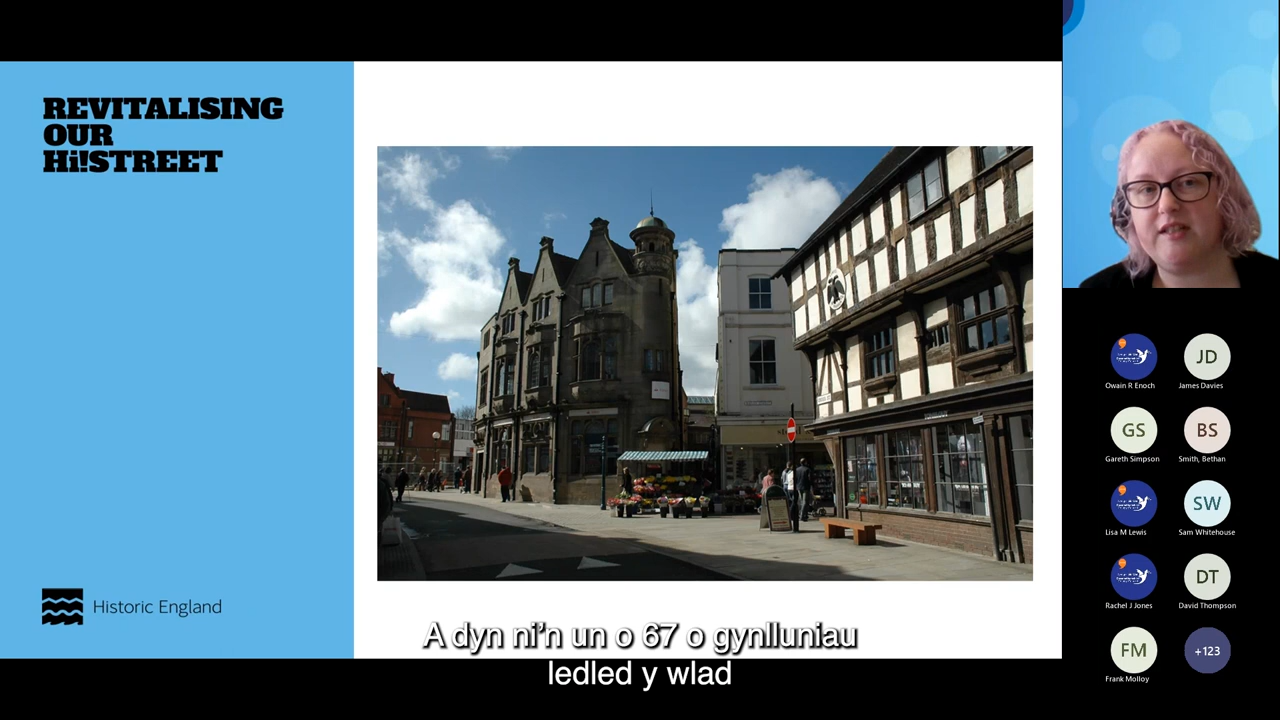 REVITALISING
OUR
Hi!STREET
Historic England
A dyn ni'n un o 67 o gynlluniau
ledled y wlad
Owain R Enoch
JD
James Davies
GS
Gareth Simpson
BS
Smith, Bethan
Lisa M Lewis
SW
Sam Whitehouse
Rachel J Jones
DT
David Thompson
FM
Frank Molloy
+123